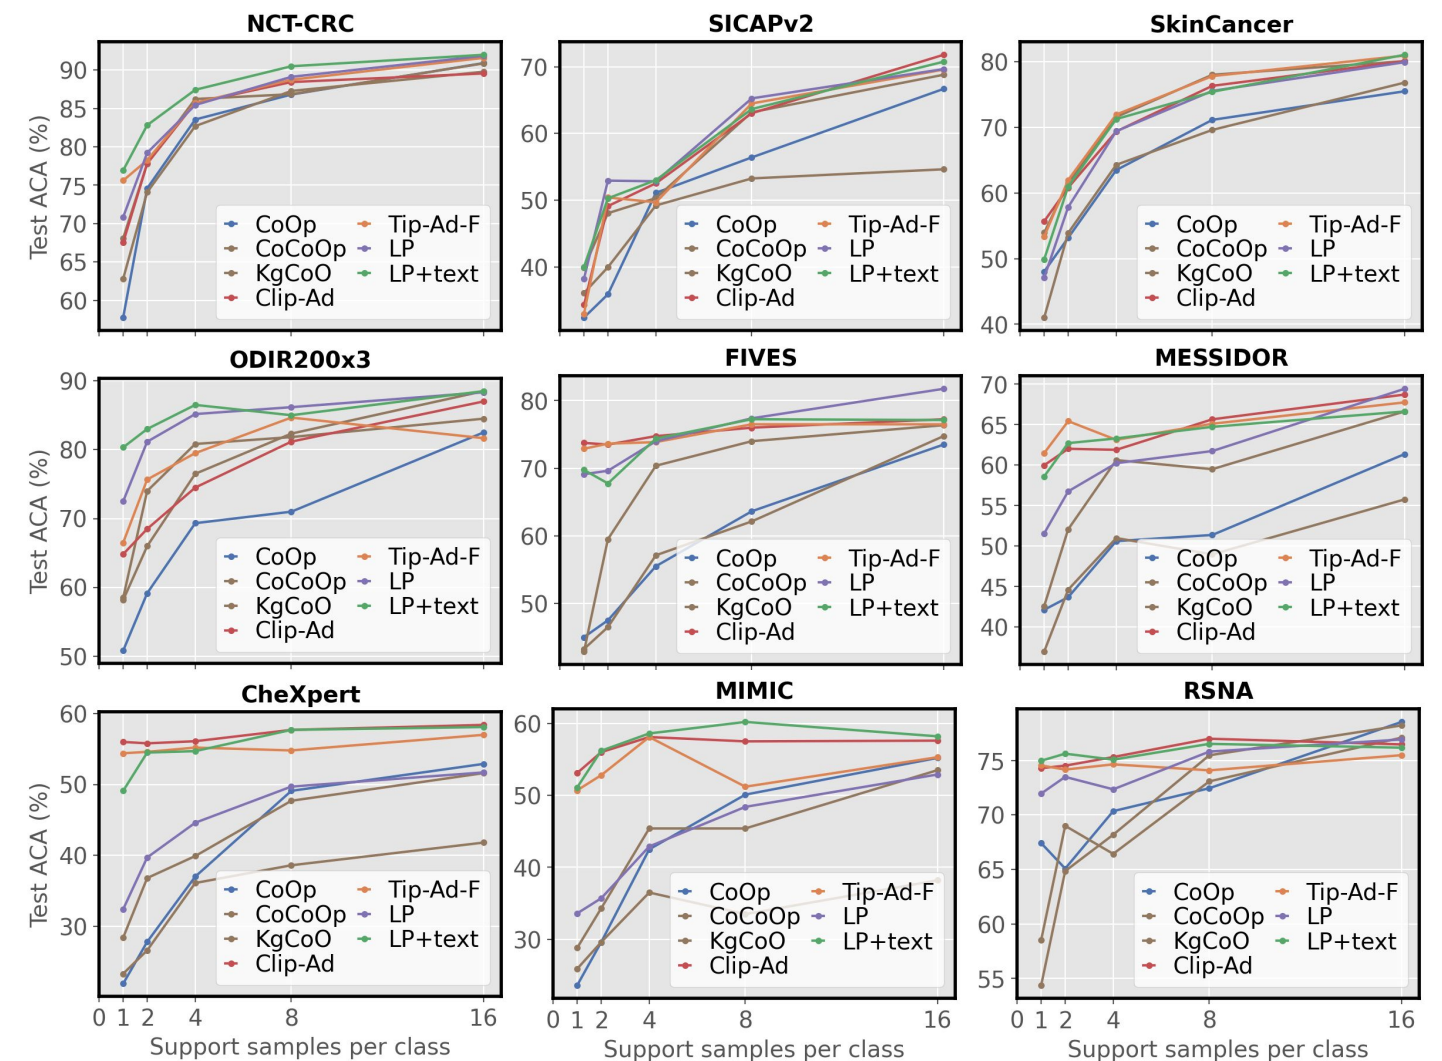 NCT-CRC
SICAPv2
SkinCancer
Test ACA (%)
90
85
80
75
70
65
60
CoOp
CoCoOp
KgCoO
Clip-Ad
Tip-Ad-F
LP
LP+text
70
60
50
40
CoOp
CoCoOp
KgCoO
Clip-Ad
Tip-Ad-F
LP
LP+text
80
70
60
50
40
CoOp
CoCoOp
KgCoO
Clip-Ad
Tip-Ad-F
LP
LP+text
ODIR200x3
FIVES
MESSIDOR
Test ACA (%)
90
80
70
60
50
CoOp
CoCoOp
KgCoO
Clip-Ad
Tip-Ad-F
LP
LP+text
80
70
60
50
CoOp
CoCoOp
KgCoO
Clip-Ad
Tip-Ad-F
LP
LP+text
70
65
60
55
50
45
40
CoOp
CoCoOp
KgCoO
Clip-Ad
Tip-Ad-F
LP
LP+text
CheXpert
MIMIC
RSNA
Test ACA (%)
60
50
40
30
CoOp
CoCoOp
KgCoO
Clip-Ad
Tip-Ad-F
LP
LP+text
0 1 2 4 8 16
Support samples per class
60
50
40
30
CoOp
CoCoOp
KgCoO
Clip-Ad
Tip-Ad-F
LP
LP+text
0 1 2 4 8 16
Support samples per class
75
70
65
60
55
CoOp
CoCoOp
KgCoO
Clip-Ad
Tip-Ad-F
LP
LP+text
0 1 2 4 8 16
Support samples per class